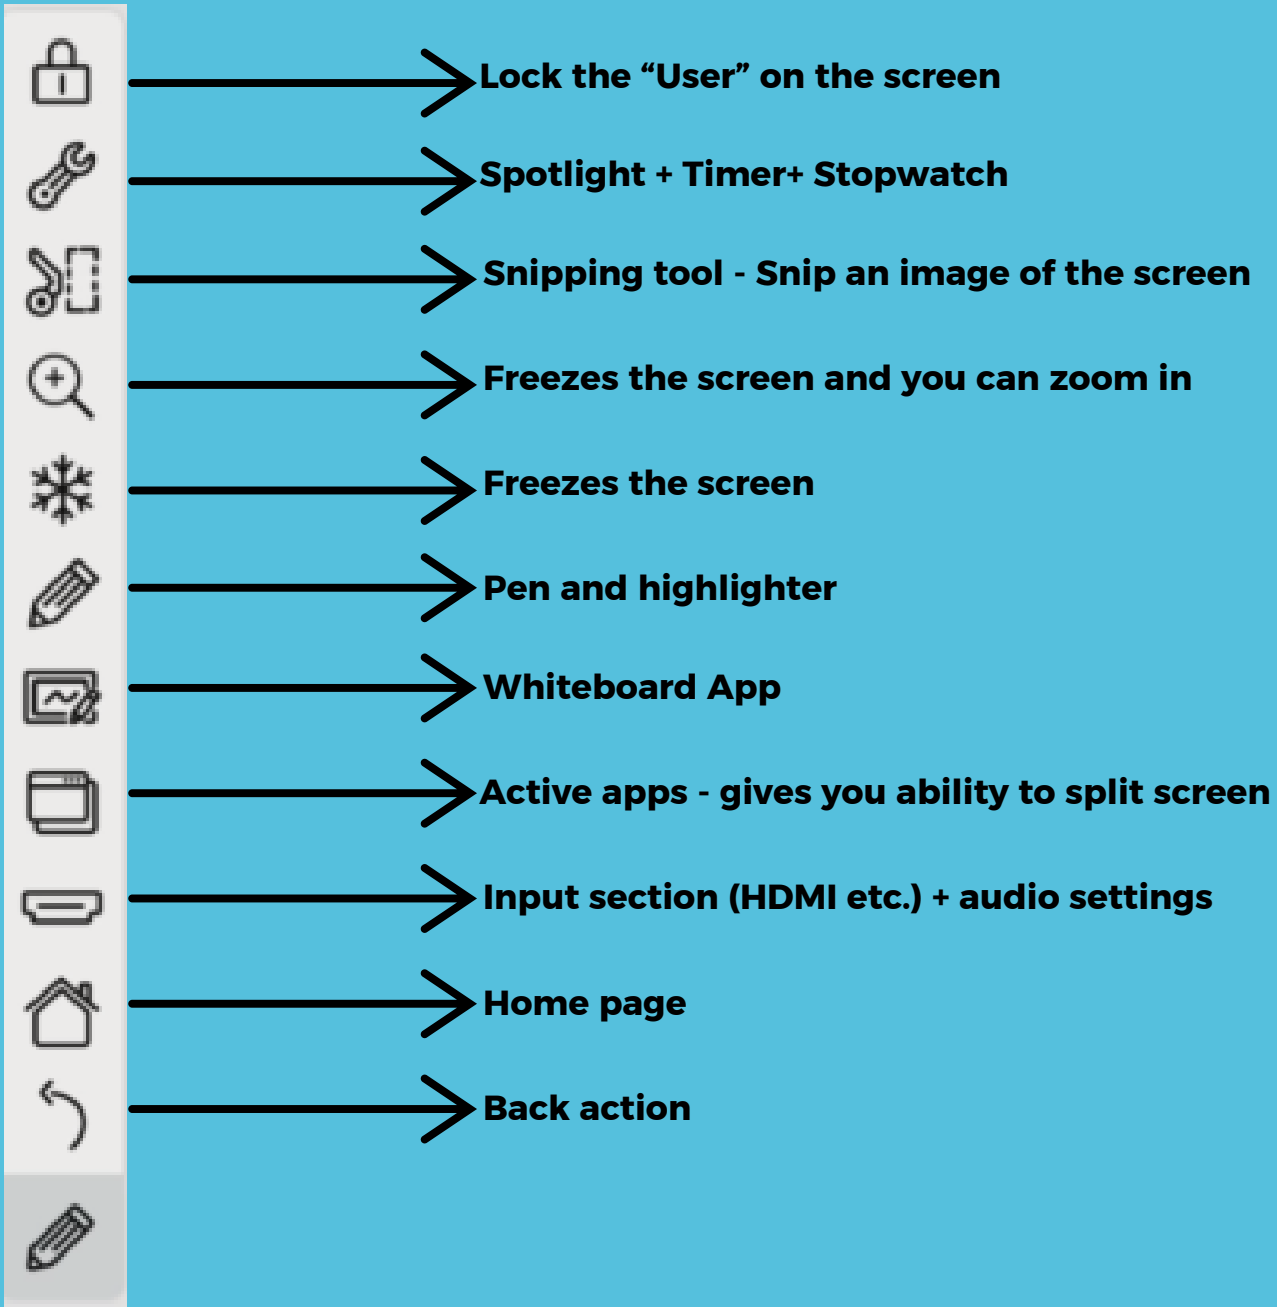 Lock the “User” on the screen
Spotlight + Timer+ Stopwatch
Snipping tool - Snip an image of the screen
Freezes the screen and you can zoom in
Freezes the screen
Pen and highlighter
Whiteboard App
Active apps - gives you ability to split screen
Input section (HDMI etc.) + audio settings
Home page
Back action